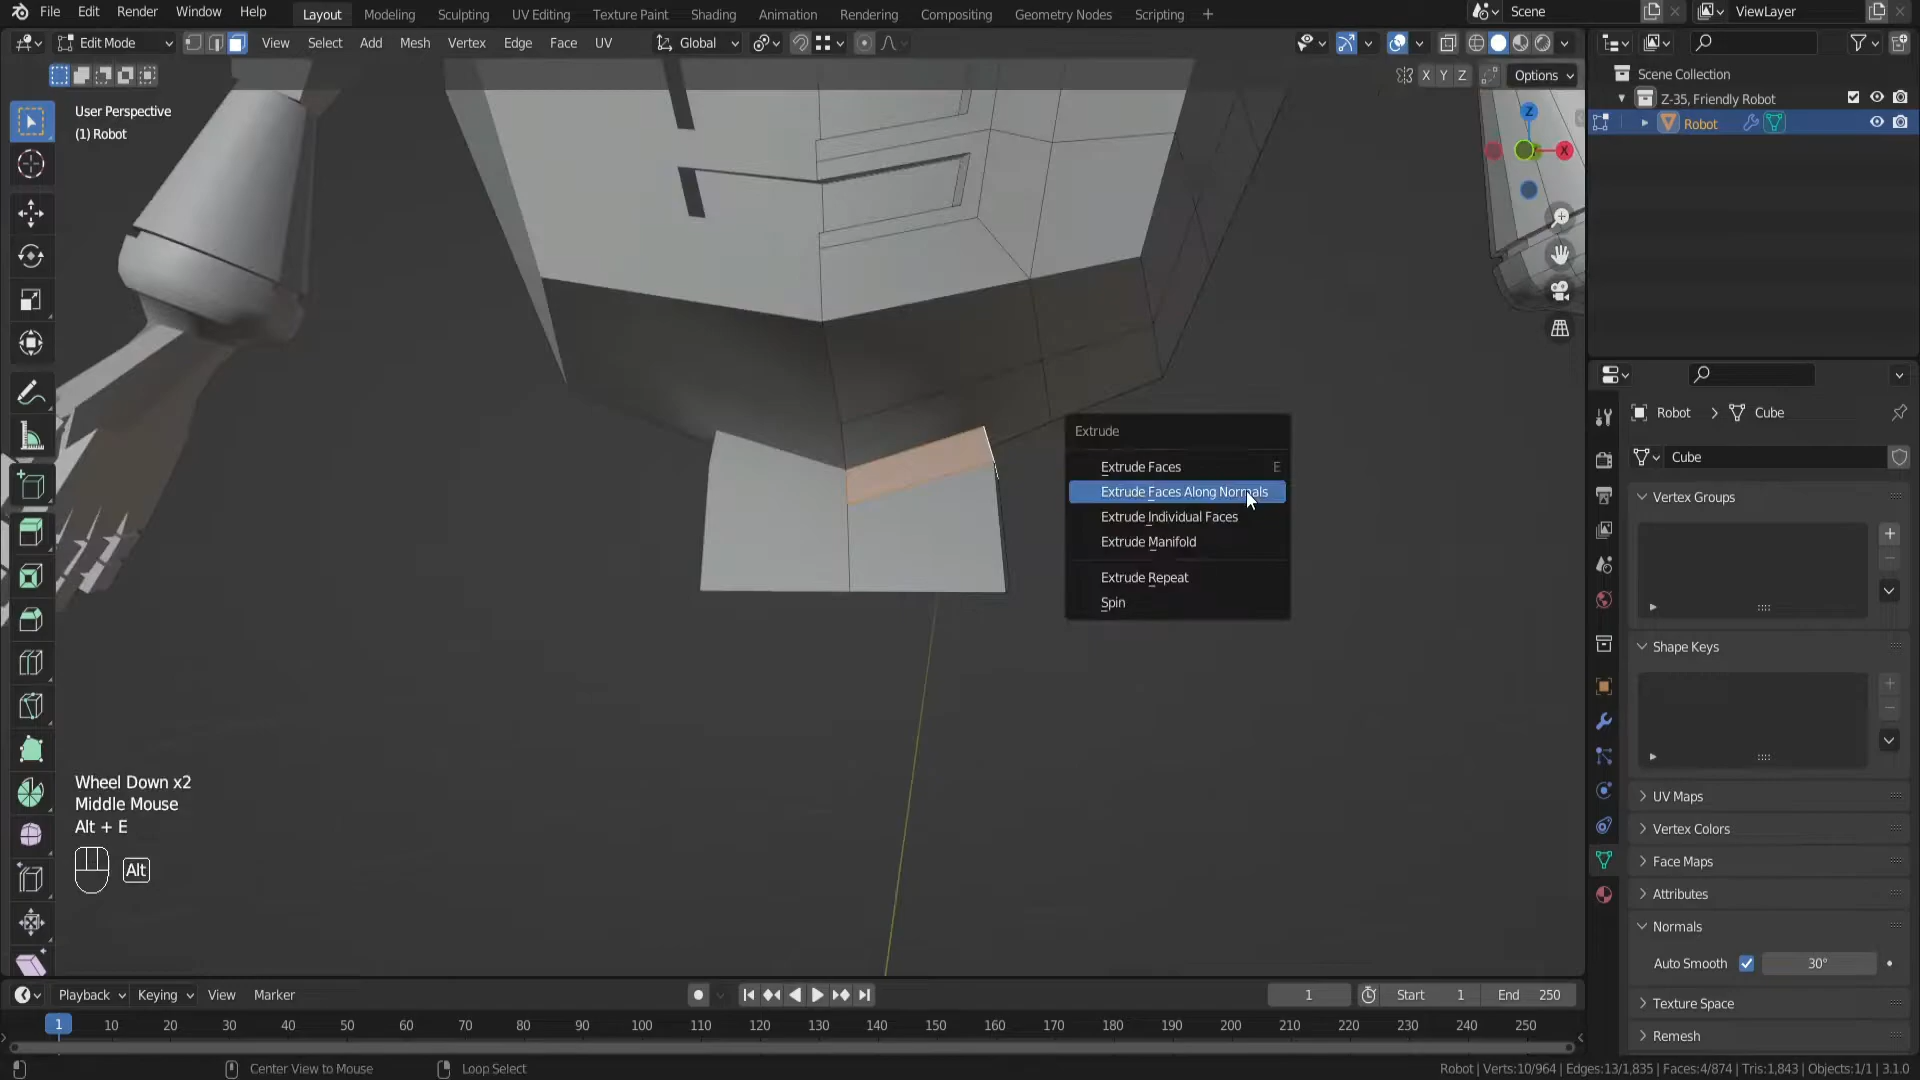 File Edit Render Window Help Layout Modeling Sculpting UV Editing Texture Paint Shading Animation Rendering Compositing Geometry Nodes Scripting + Scene ViewLayer
Edit Mode View Select Add Mesh Vertex Edge Face UV Global
X Y Z Options
Scene Collection
Z-35, Friendly Robot
Robot
User Perspective
(1) Robot
Z
X
Robot > Cube
Cube
Vertex Groups
Shape Keys
UV Maps
Vertex Colors
Face Maps
Attributes
Normals
Auto Smooth 30°
Texture Space
Remesh
Extrude
Extrude Faces E
Extrude Faces Along Normals
Extrude Individual Faces
Extrude Manifold
Extrude Repeat
Spin
Wheel Down x2
Middle Mouse
Alt + E
Alt
Playback Keying View Marker 1 Start 1 End 250
1 10 20 30 40 50 60 70 80 90 100 110 120 130 140 150 160 170 180 190 200 210 220 230 240 250
Center View to Mouse Loop Select Robot | Verts:10/964 | Edges:13/1,835 | Faces:4/874 | Tris:1,843 | Objects:1/1 | 3.1.0